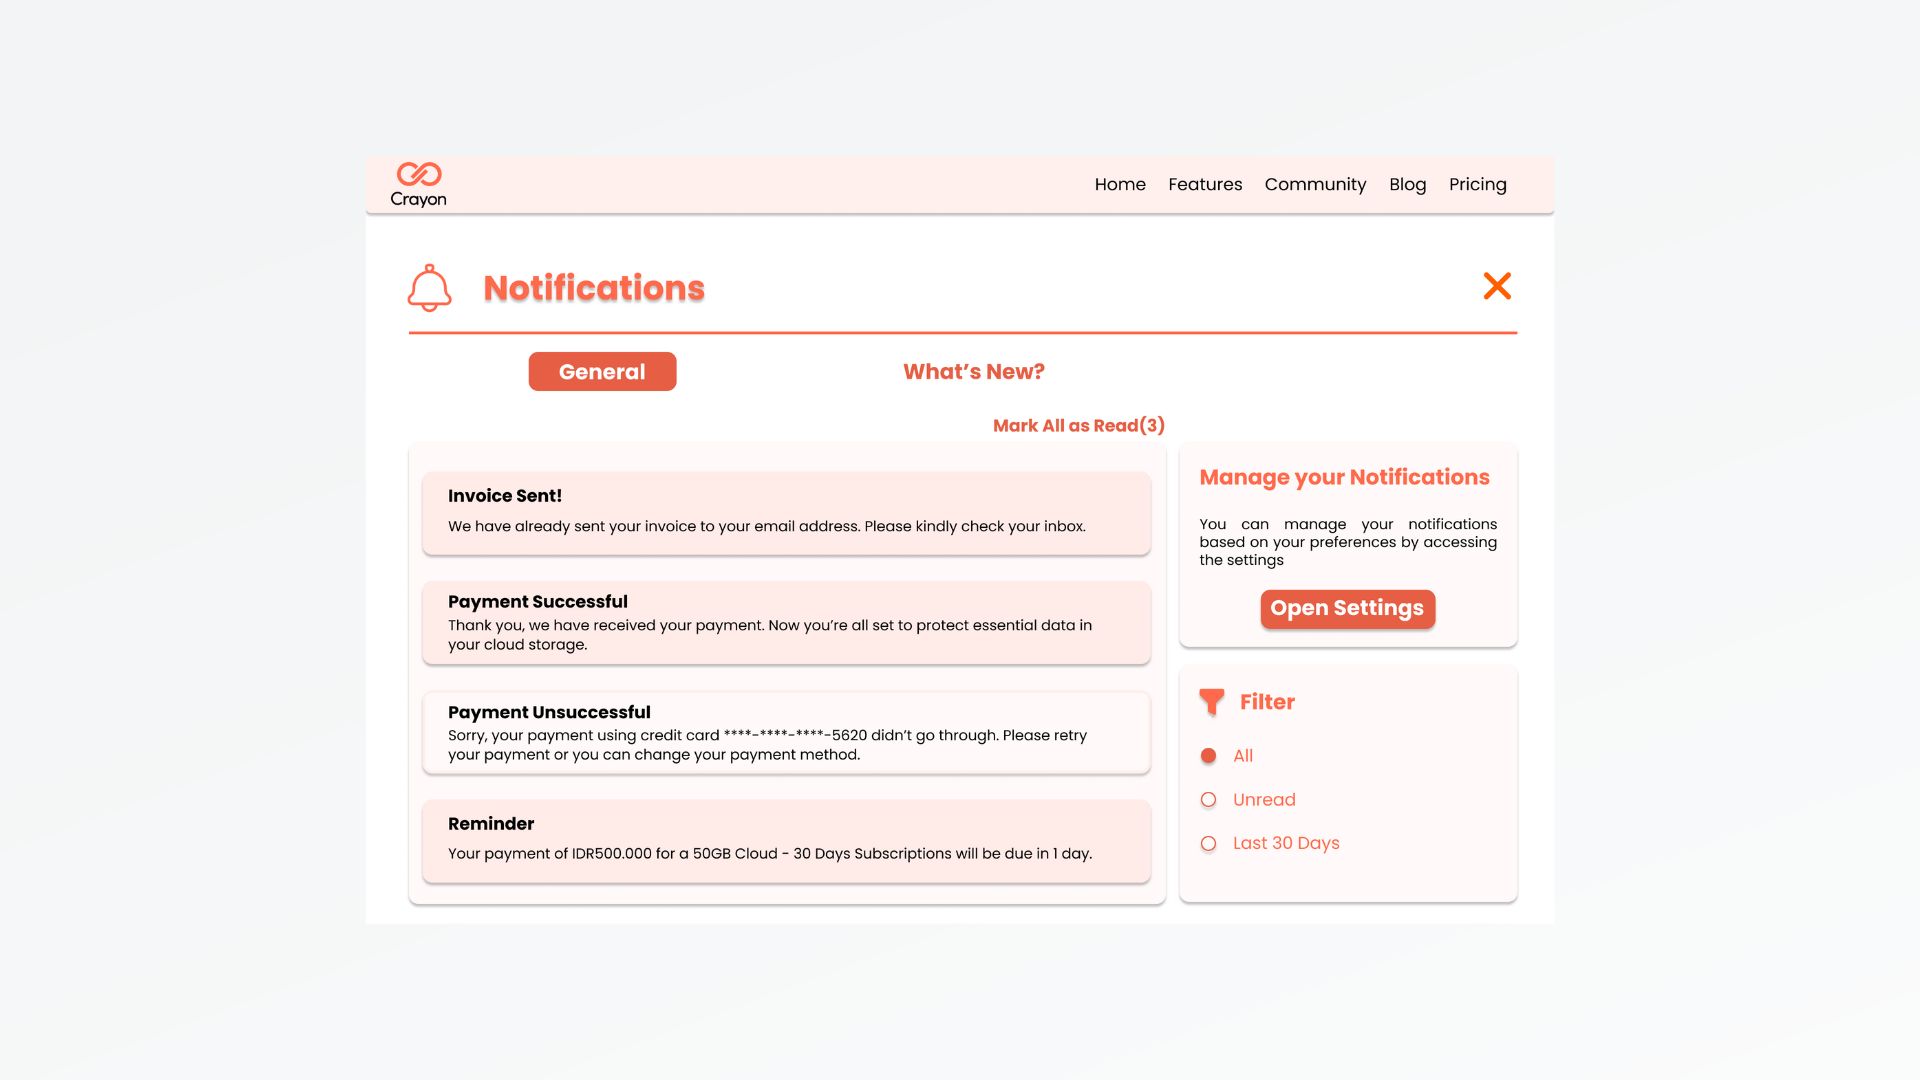 Crayon
Home Features Community Blog Pricing
Notifications
General What’s New?
Mark All as Read(3)
Invoice Sent!
We have already sent your invoice to your email address. Please kindly check your inbox.
Payment Successful
Thank you, we have received your payment. Now you’re all set to protect essential data in
your cloud storage.
Payment Unsuccessful
Sorry, your payment using credit card ****-****-****-5620 didn’t go through. Please retry
your payment or you can change your payment method.
Reminder
Your payment of IDR500.000 for a 50GB Cloud - 30 Days Subscriptions will be due in 1 day.
Manage your Notifications
You can manage your notifications
based on your preferences by accessing
the settings
Open Settings
Filter
All
Unread
Last 30 Days